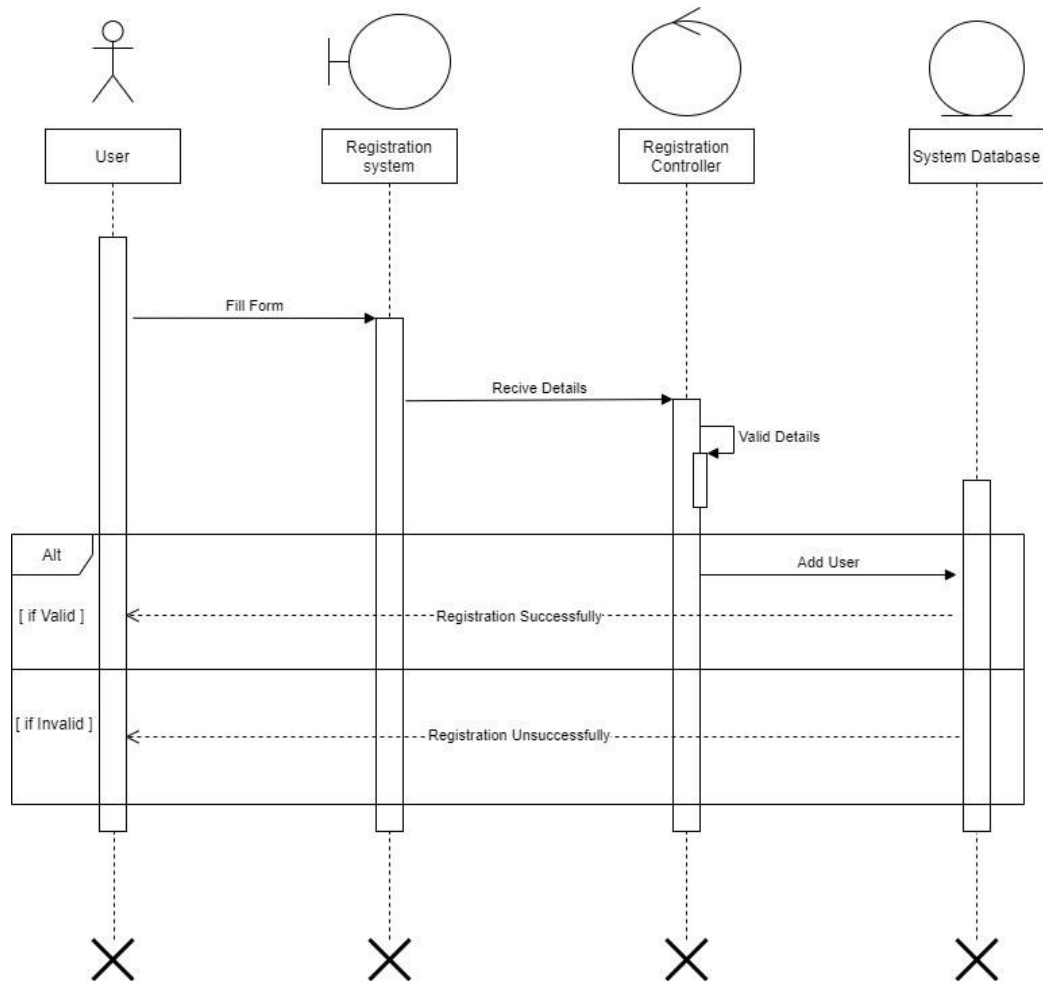 User
Registration
system
Registration
Controller
System Database
Fill Form
Recive Details
Valid Details
Alt
Add User
[ if Valid ]
Registration Successfully
[ if Invalid ]
Registration Unsuccessfully